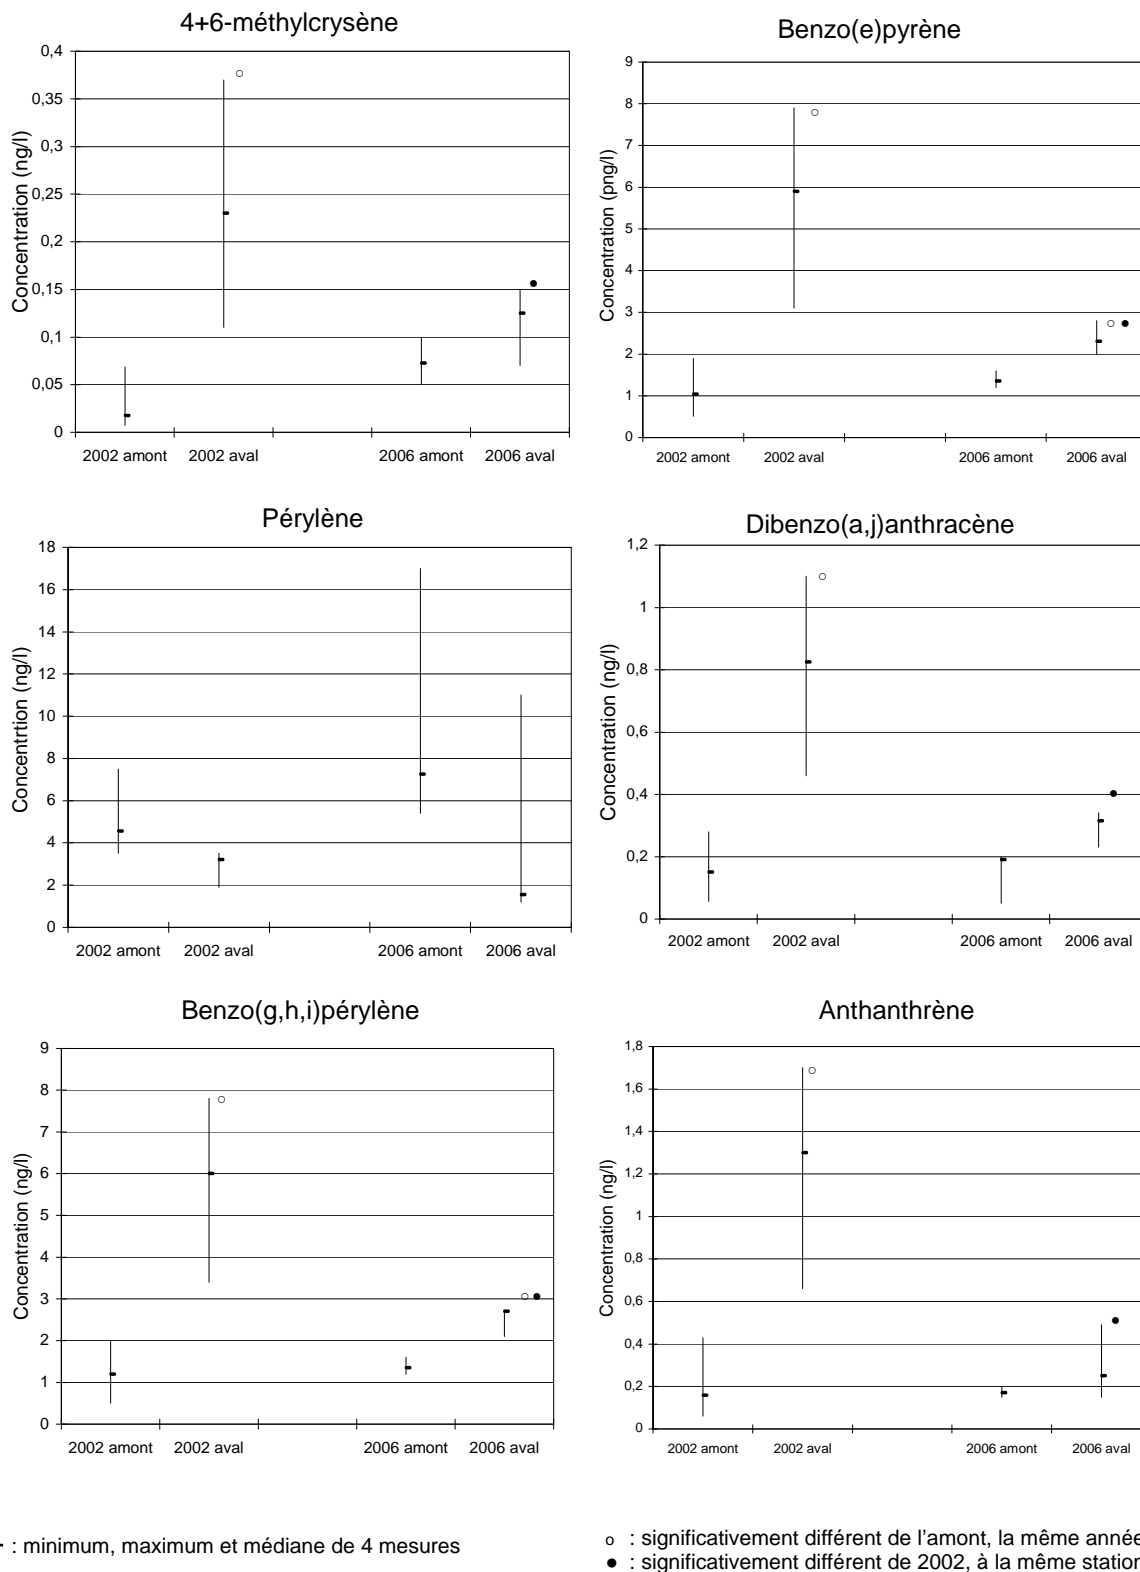 4+6-méthylcrysène
Concentration (ng/l)
0,4
0,35
0,3
0,25
0,2
0,15
0,1
0,05
0
2002 amont 2002 aval 2006 amont 2006 aval
Benzo(e)pyrène
Concentration (png/l)
9
8
7
6
5
4
3
2
1
0
2002 amont 2002 aval 2006 amont 2006 aval
Pérylène
Concentrtion (ng/l)
18
16
14
12
10
8
6
4
2
0
2002 amont 2002 aval 2006 amont 2006 aval
Dibenzo(a,j)anthracène
Concentration (ng/l)
1,2
1
0,8
0,6
0,4
0,2
0
2002 amont 2002 aval 2006 amont 2006 aval
Benzo(g,h,i)pérylène
Concentration (ng/l)
9
8
7
6
5
4
3
2
1
0
2002 amont 2002 aval 2006 amont 2006 aval
Anthanthrène
Concentration (ng/l)
1,8
1,6
1,4
1,2
1
0,8
0,6
0,4
0,2
0
2002 amont 2002 aval 2006 amont 2006 aval
: minimum, maximum et médiane de 4 mesures
○ : significativement différent de l'amont, la même année
● : significativement différent de 2002, à la même station